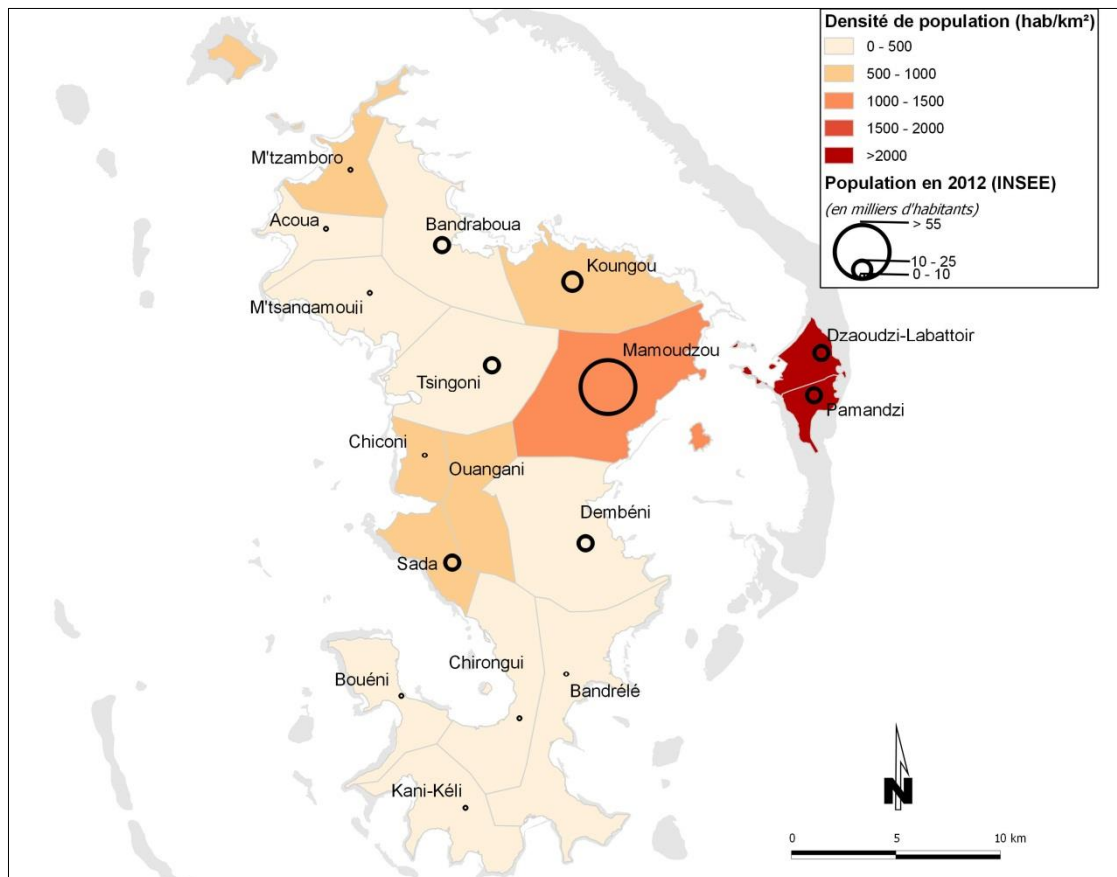 Densité de population (hab/km²)
0 - 500
500 - 1000
1000 - 1500
1500 - 2000
>2000
Population en 2012 (INSEE)
(en milliers d'habitants)
> 55
10 - 25
0 - 10
M'tzamboro
Acoua
Bandraboua
Koungou
M'tsangamouji
Dzaoudzi-Labattoir
Mamoudzou
Tsingoni
Pamandzi
Chiconi
Ouangani
Dembéni
Sada
Chirongui
Bouéni
Bandrélé
Kani-Kéli
N
0 5 10 km